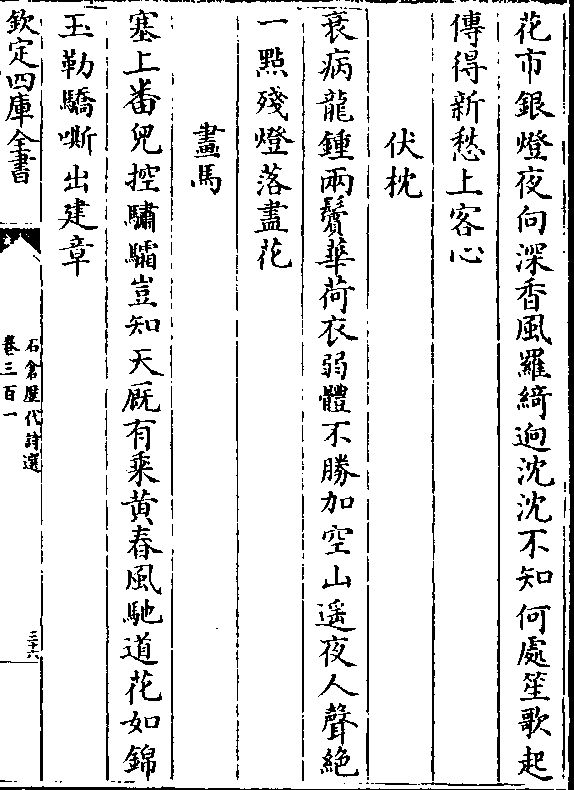 花市銀燈夜向深香風羅綺逈沈沈不知何處笙歌起
傳得新愁上客心
伏枕
衰病龍鍾兩鬢華荷衣弱體不勝加空山遥夜人聲絶
一點殘燈落盡花
畫馬
塞上番兒控驌驦豈知天厩有乘黄春風馳道花如錦
玉勒驕嘶出建章
欽定四庫全書
石倉歴代詩選
卷三百一
三十六